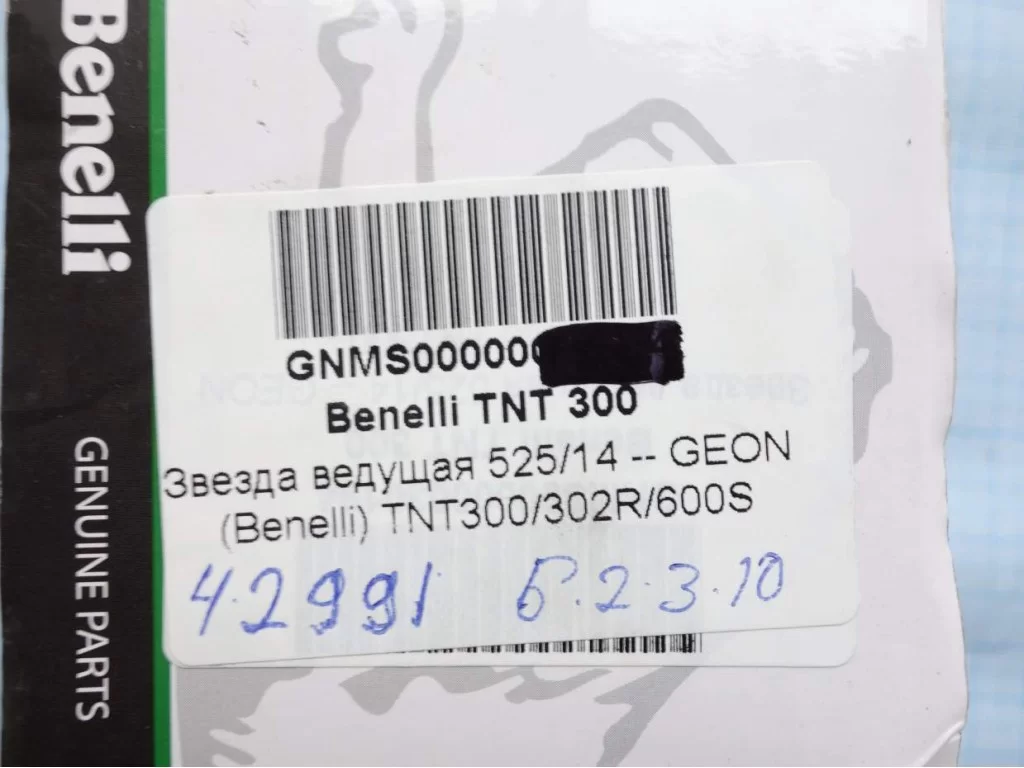 Benelli
GENUINE PARTS
GNMS00000
Benelli TNT 300
Звезда ведущая 525/14 -- GEON
(Benelli) TNT300/302R/600S
42991 Б.2.3.10